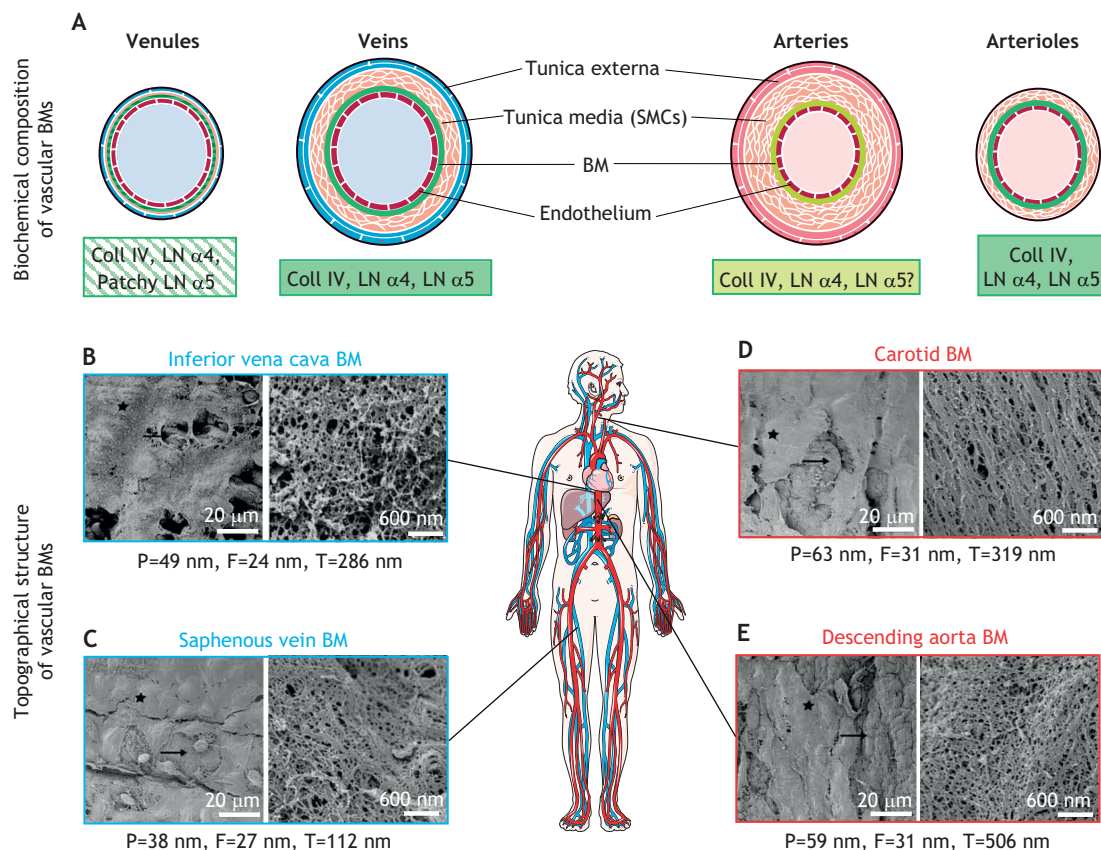 A
Venules
Veins
Arteries
Arterioles
Biochemical composition
of vascular BMs
Tunica externa
Tunica media (SMCs)
BM
Endothelium
Coll IV, LN α4,
Patchy LN α5
Coll IV, LN α4, LN α5
Coll IV, LN α4, LN α5?
Coll IV,
LN α4, LN α5
Topographical structure
of vascular BMs
B
Inferior vena cava BM
20 μm
600 nm
P=49 nm, F=24 nm, T=286 nm
D
Carotid BM
20 μm
600 nm
P=63 nm, F=31 nm, T=319 nm
C
Saphenous vein BM
20 μm
600 nm
P=38 nm, F=27 nm, T=112 nm
E
Descending aorta BM
20 μm
600 nm
P=59 nm, F=31 nm, T=506 nm